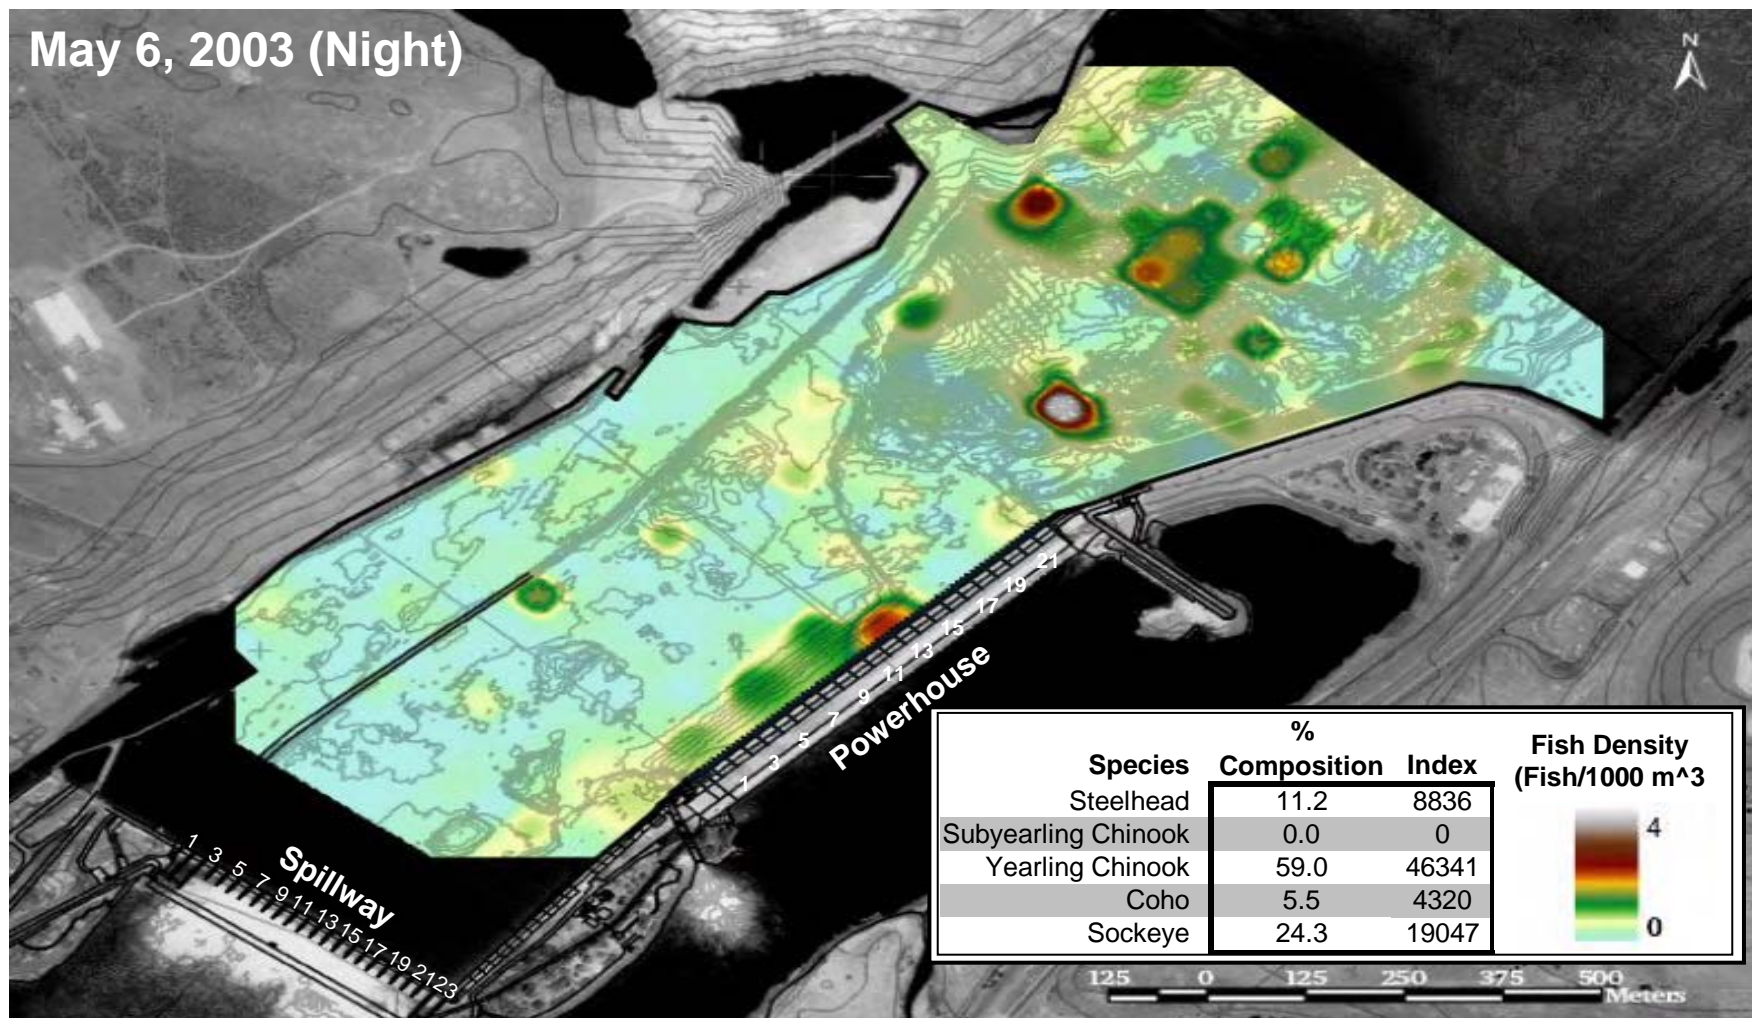 May 6, 2003 (Night)
N
21
19
17
15
13
11
9
7
5
3
1
Powerhouse
Spillway
1 3 5 7 9 11 13 15 17 19 21 23
Species % Composition Index
Steelhead 11.2 8836
Subyearling Chinook 0.0 0
Yearling Chinook 59.0 46341
Coho 5.5 4320
Sockeye 24.3 19047
Fish Density
(Fish/1000 m^3
4
0
125 0 125 250 375 500
Meters